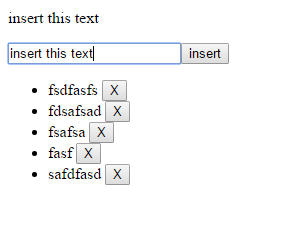 insert this text
insert this text insert
fsdfasfs X
fdsafsad X
fsafsa X
fasf X
safdfasd X